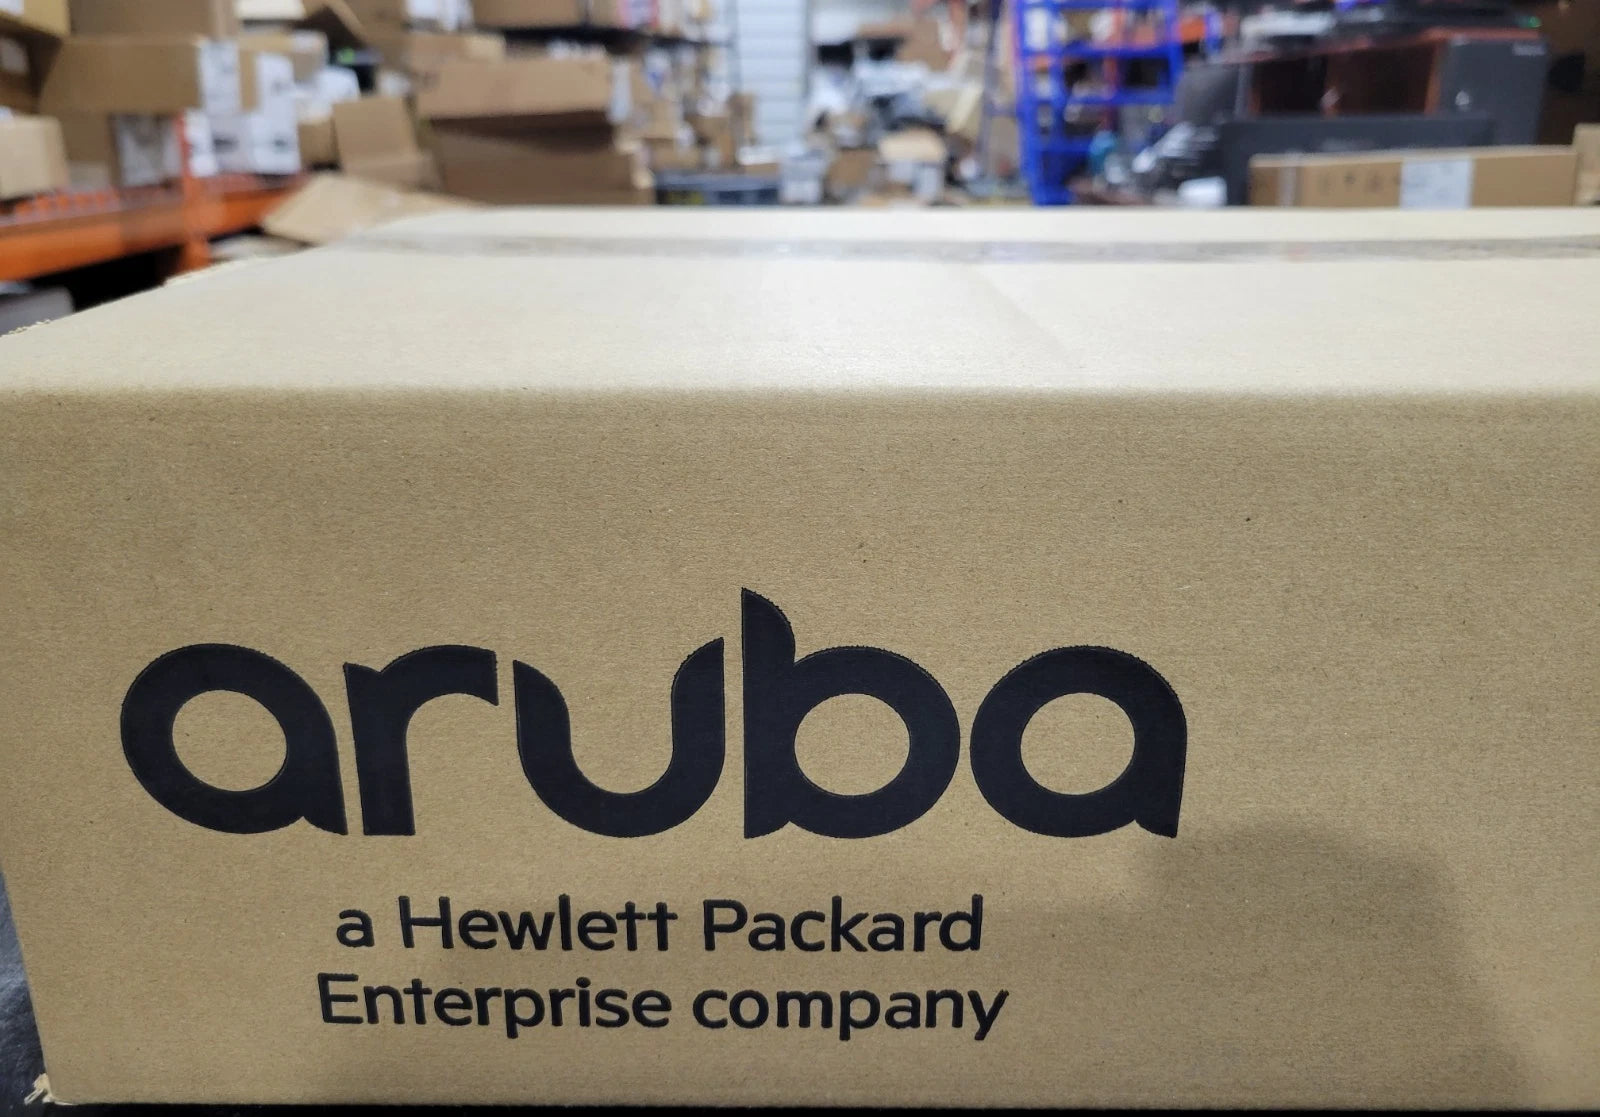 aruba
a Hewlett Packard
Enterprise company